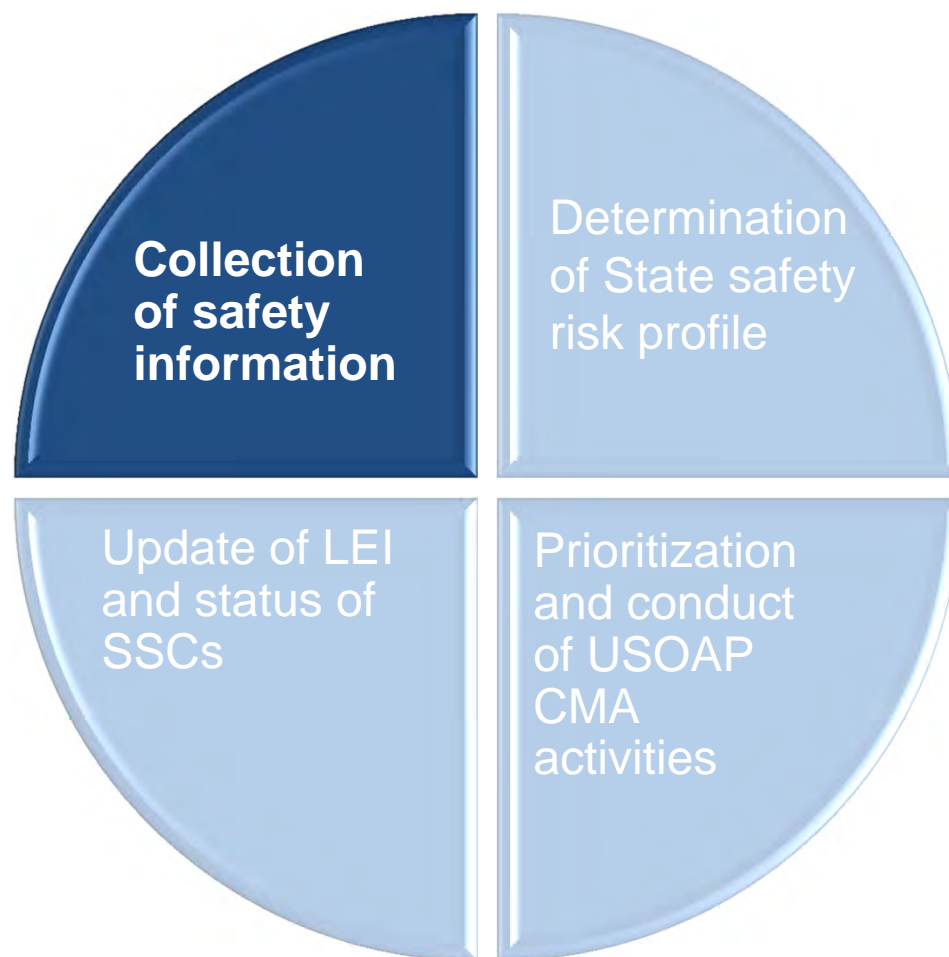 Collection
of safety
information
Determination
of State safety
risk profile
Update of LEI
and status of
SSCs
Prioritization
and conduct
of USOAP
CMA
activities